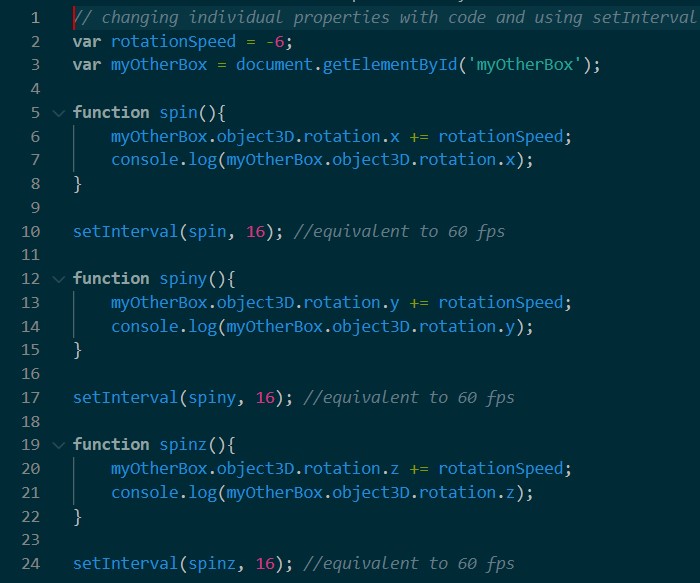 1 // changing individual properties with code and using setInterval
2 var rotationSpeed = -6;
3 var myOtherBox = document.getElementById('myOtherBox');
4
5 function spin(){
6 myOtherBox.object3D.rotation.x += rotationSpeed;
7 console.log(myOtherBox.object3D.rotation.x);
8 }
9
10 setInterval(spin, 16); //equivalent to 60 fps
11
12 function spiny(){
13 myOtherBox.object3D.rotation.y += rotationSpeed;
14 console.log(myOtherBox.object3D.rotation.y);
15 }
16
17 setInterval(spiny, 16); //equivalent to 60 fps
18
19 function spinz(){
20 myOtherBox.object3D.rotation.z += rotationSpeed;
21 console.log(myOtherBox.object3D.rotation.z);
22 }
23
24 setInterval(spinz, 16); //equivalent to 60 fps